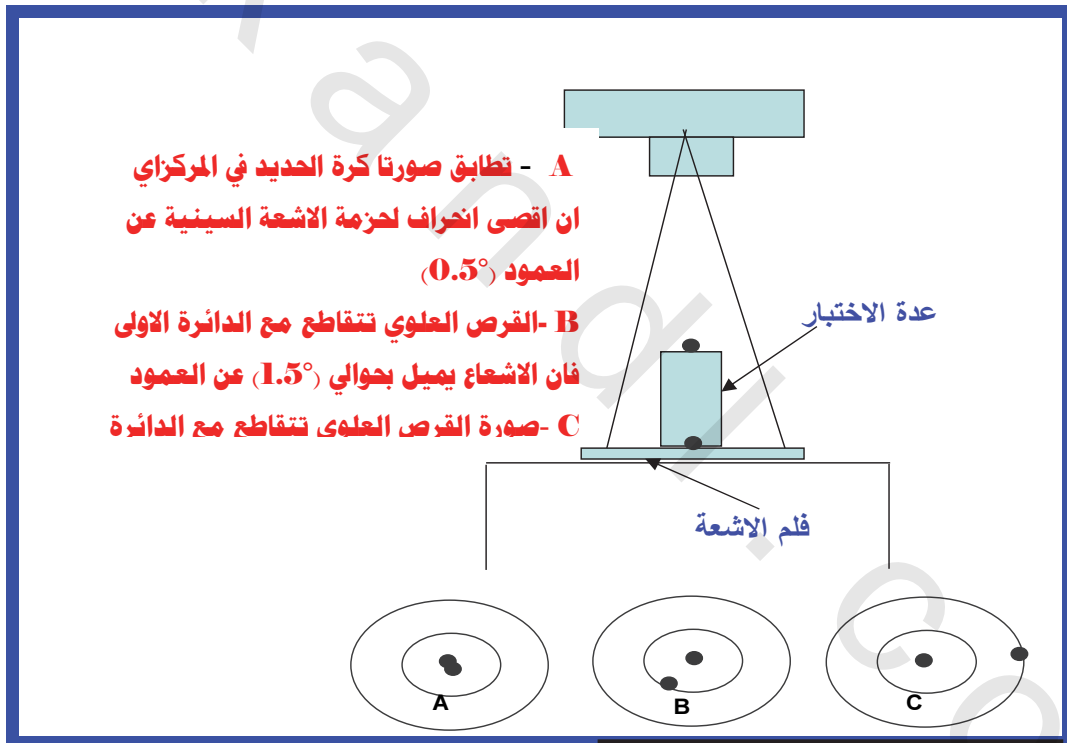 A - تطابق صورتا كرة الحديد في المركزاي
ان اقصى انحراف لحزمة الاشعة السينية عن
العمود (0.5°)
B -القرص العلوي تتقاطع مع الدائرة الاولى
فان الاشعاع يميل بحوالي (1.5°) عن العمود
C -صورة القرص العلوي تتقاطع مع الدائرة
عدة الاختبار
فلم الاشعة
A
B
C